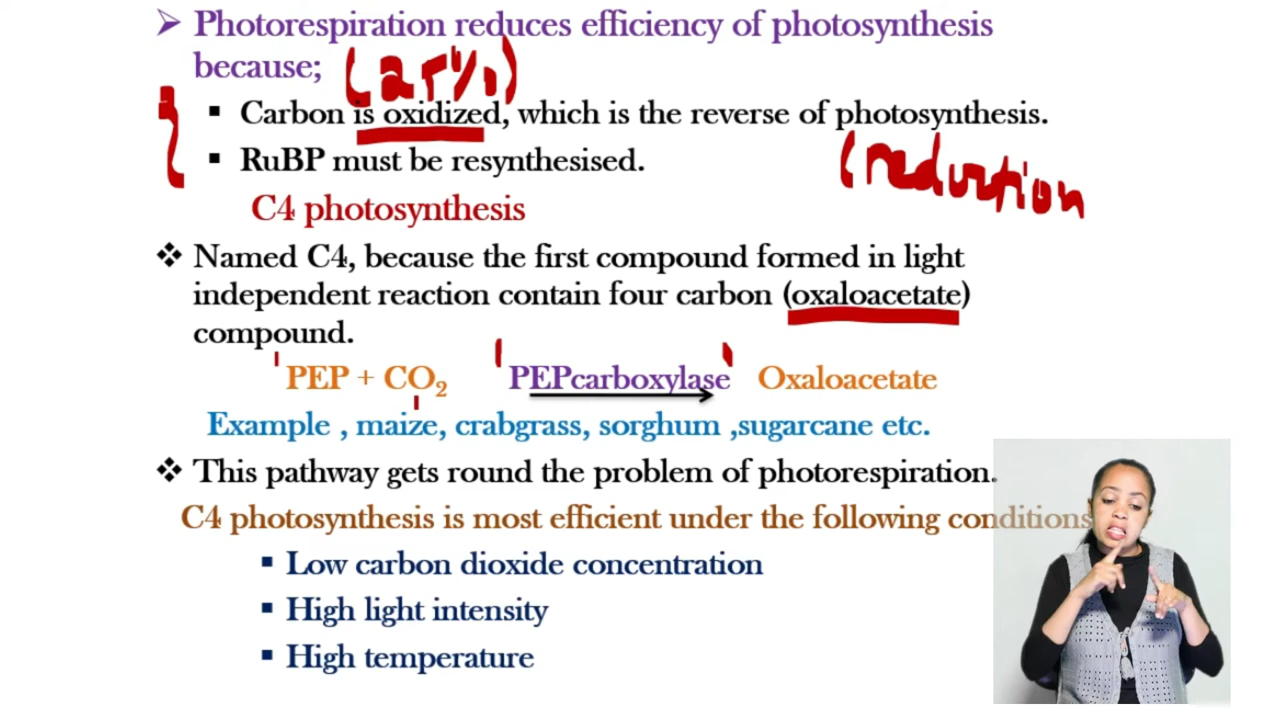 ➤ Photorespiration reduces efficiency of photosynthesis
because;
▪ Carbon is oxidized, which is the reverse of photosynthesis.
▪ RuBP must be resynthesised.
(reduction
C4 photosynthesis
❖ Named C4, because the first compound formed in light
independent reaction contain four carbon (oxaloacetate)
compound.
PEP + CO₂ PEPcarboxylase Oxaloacetate
Example , maize, crabgrass, sorghum ,sugarcane etc.
❖ This pathway gets round the problem of photorespiration.
C4 photosynthesis is most efficient under the following conditions
▪ Low carbon dioxide concentration
▪ High light intensity
▪ High temperature